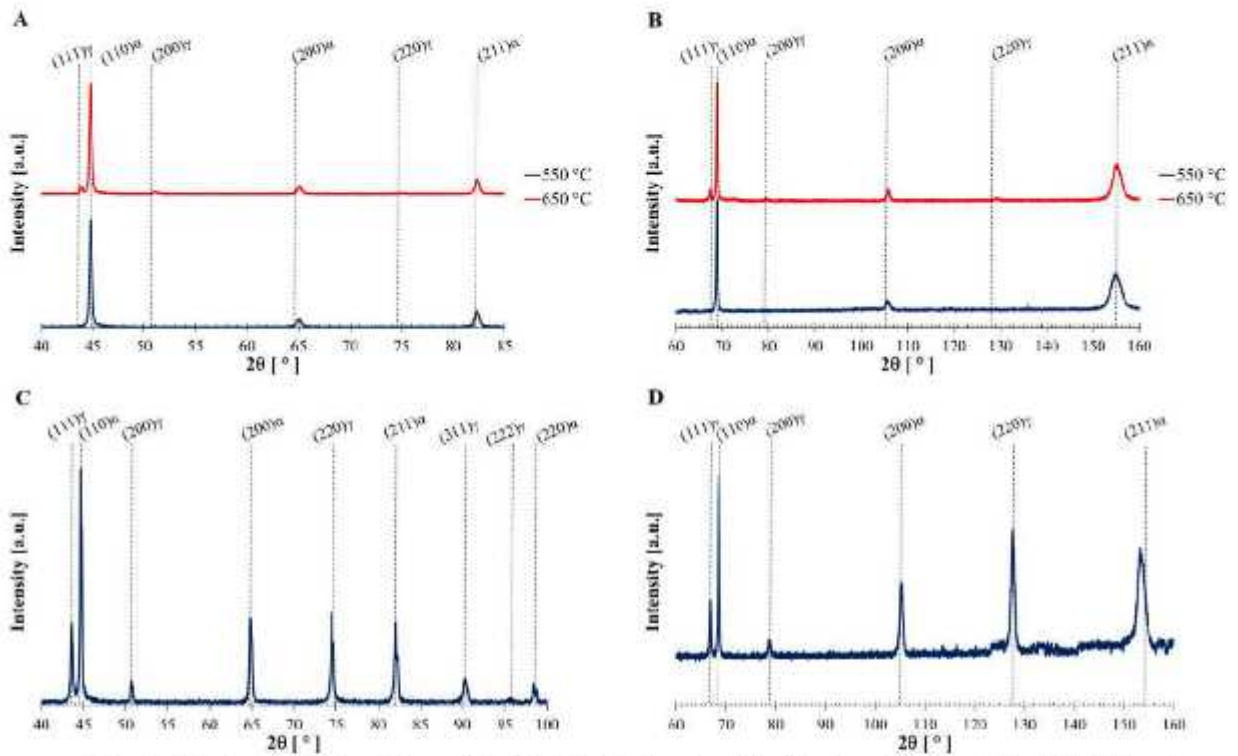 A
(111)γ (110)α (200)γ (200)α (220)γ (211)α
Intensity [a.u.]
550 °C
650 °C
40 45 50 55 60 65 70 75 80 85
2θ [ ° ]
B
(111)γ (110)α (200)γ (200)α (220)γ (211)α
Intensity [a.u.]
550 °C
650 °C
60 70 80 90 100 110 120 130 140 150 160
2θ [ ° ]
C
(111)γ (110)α (200)γ (200)α (220)γ (211)α (311)γ (222)γ (220)α
Intensity [a.u.]
40 45 50 55 60 65 70 75 80 85 90 95 100
2θ [ ° ]
D
(111)γ (110)α (200)γ (200)α (220)γ (211)α
Intensity [a.u.]
60 70 80 90 100 110 120 130 140 150 160
2θ [ ° ]